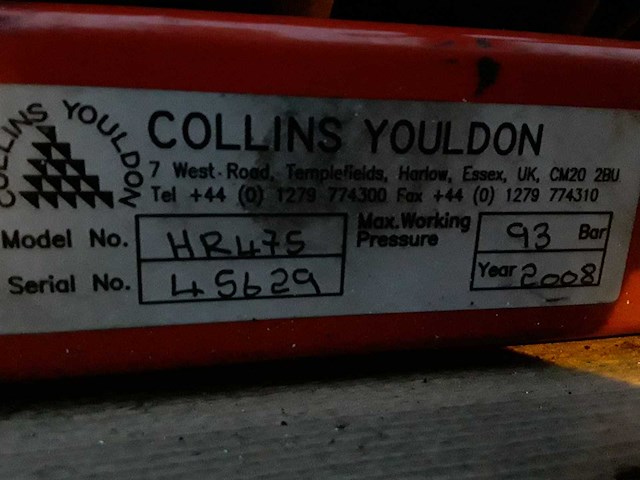 COLLINS YOULDON
COLLINS YOULDON
7 West Road, Templefields, Harlow, Essex, UK, CM20 2BU
Tel +44 (0) 1279 774300 Fax +44 (0) 1279 774310
Model No. HR475 Max. Working Pressure 93 Bar
Serial No. 45629 Year 2008